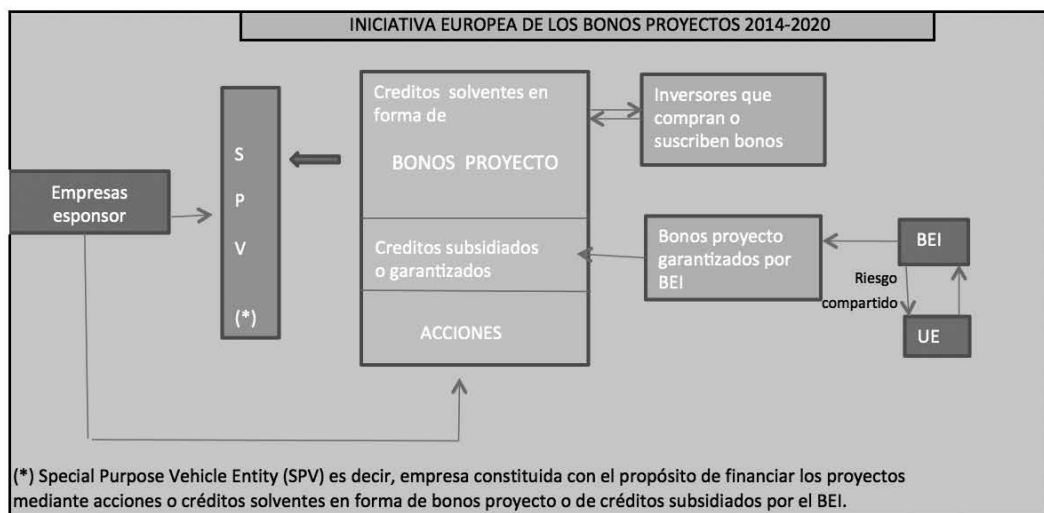 INICIATIVA EUROPEA DE LOS BONOS PROYECTOS 2014-2020
Empresas
esponsor
S
P
V
(*)
Creditos solventes en
forma de
BONOS PROYECTO
Creditos subsidiados
o garantizados
ACCIONES
Inversores que
compran o
suscriben bonos
Bonos proyecto
garantizados por
BEI
BEI
Riesgo
compartido
UE
(*) Special Purpose Vehicle Entity (SPV) es decir, empresa constituida con el propósito de financiar los proyectos
mediante acciones o créditos solventes en forma de bonos proyecto o de créditos subsidiados por el BEI.